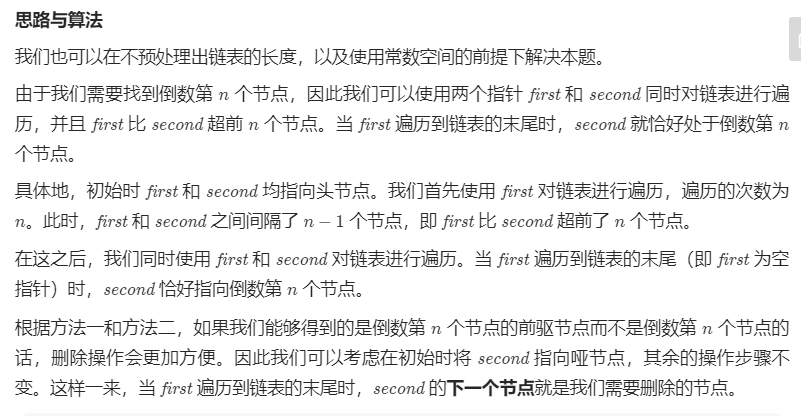 思路与算法
我们也可以在不预处理出链表的长度，以及使用常数空间的前提下解决本题。
由于我们需要找到倒数第 n 个节点，因此我们可以使用两个指针 first 和 second 同时对链表进行遍
历，并且 first 比 second 超前 n 个节点。当 first 遍历到链表的末尾时，second 就恰好处于倒数第 n
个节点。
具体地，初始时 first 和 second 均指向头节点。我们首先使用 first 对链表进行遍历，遍历的次数为
n。此时，first 和 second 之间间隔了 n − 1 个节点，即 first 比 second 超前了 n 个节点。
在这之后，我们同时使用 first 和 second 对链表进行遍历。当 first 遍历到链表的末尾（即 first 为空
指针）时，second 恰好指向倒数第 n 个节点。
根据方法一和方法二，如果我们能够得到的是倒数第 n 个节点的前驱节点而不是倒数第 n 个节点的
话，删除操作会更加方便。因此我们可以考虑在初始时将 second 指向哑节点，其余的操作步骤不
变。这样一来，当 first 遍历到链表的末尾时，second 的下一个节点就是我们需要删除的节点。